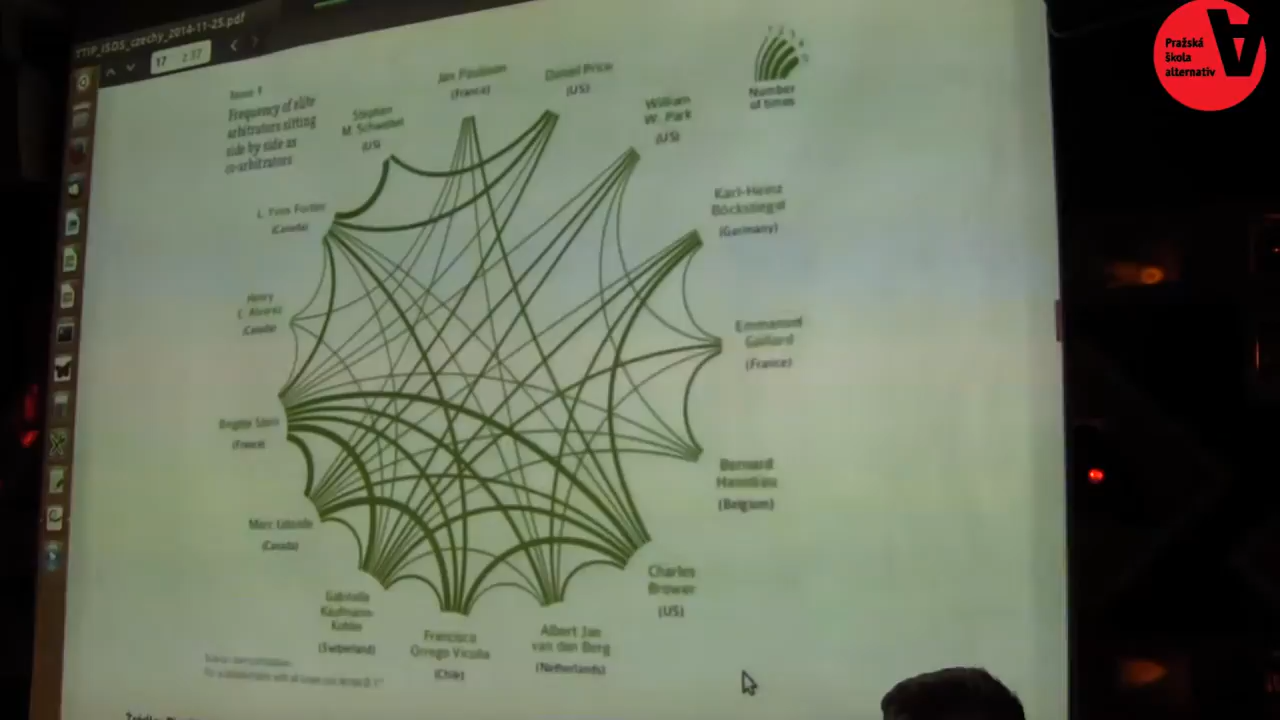 TTIP_ISDS_czechy_2014-11-25.pdf
17 z 37
Pražská
škola
alternativ
Number
of times
Frequency of elite
arbitrators sitting
side by side as
co-arbitrators
Stephen
M. Schwebel
(US)
Jan Paulsson
(France)
Daniel Price
(US)
William
W. Park
(US)
Karl-Heinz
Böckstiegel
(Germany)
Emmanuel
Gaillard
(France)
Bernard
Hanotiau
(Belgium)
Charles
Brower
(US)
Albert Jan
van den Berg
(Netherlands)
Francisco
Orrego Vicuña
(Chile)
Gabrielle
Kaufmann-
Kohler
(Switzerland)
Marc Lalonde
(Canada)
Brigitte Stern
(France)
Henry
C. Alvarez
(Canada)
L. Yves Fortier
(Canada)